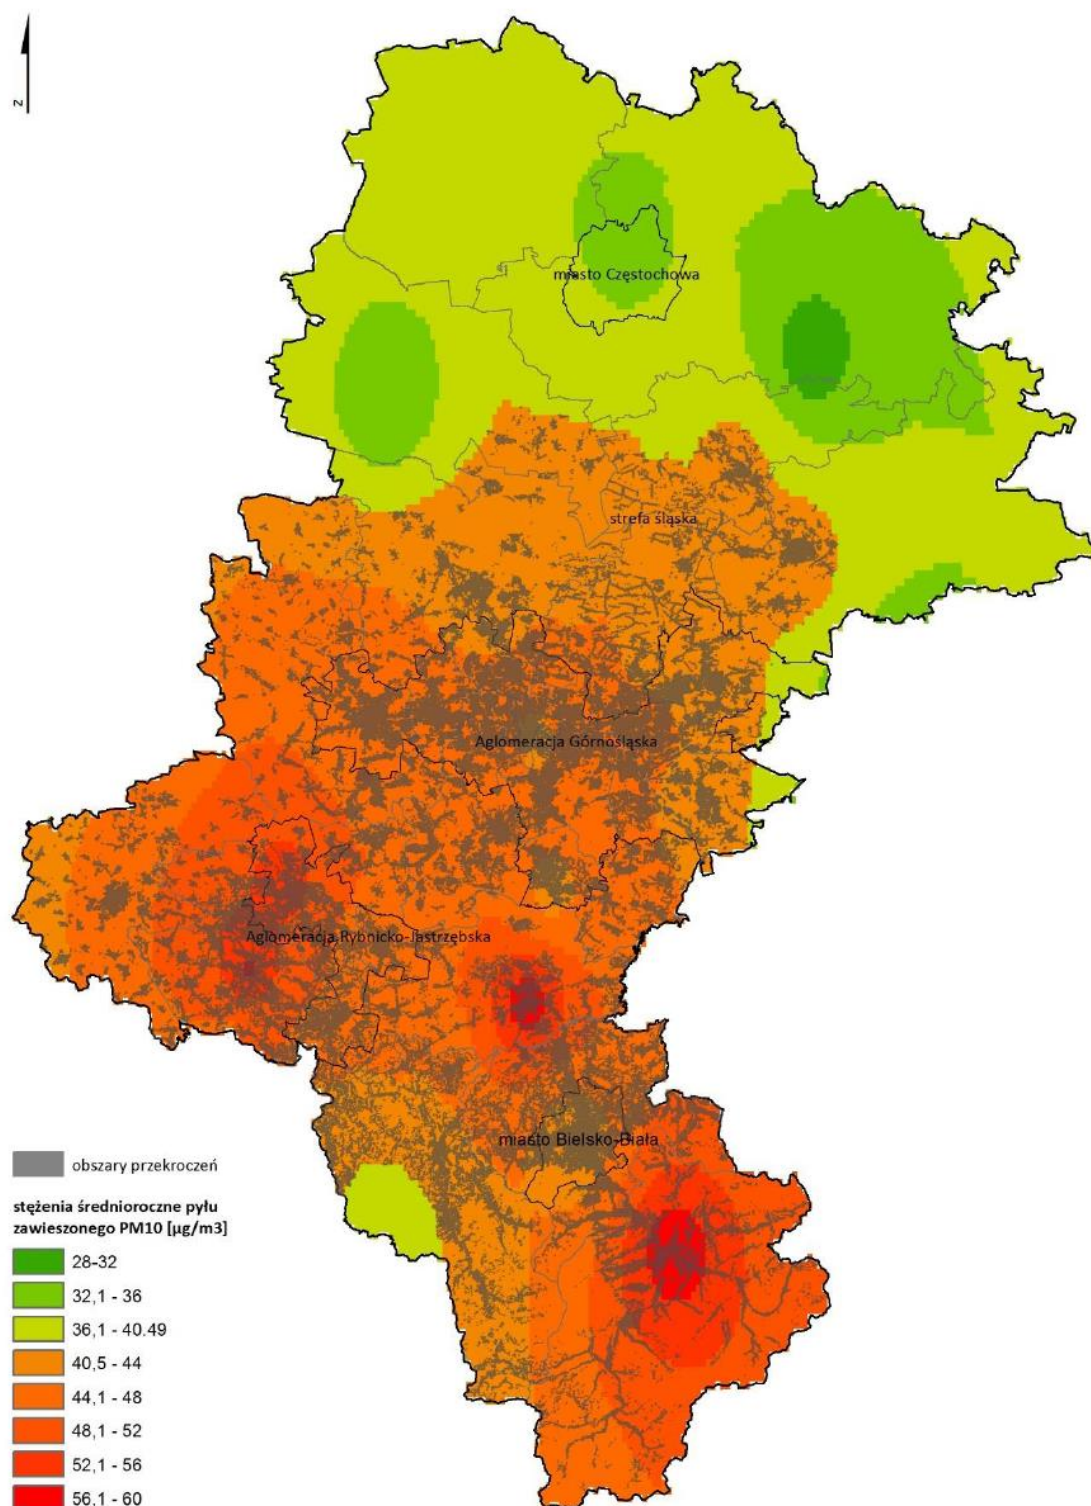 N
miasto Częstochowa
strefa śląska
Aglomeracja Górnośląska
Aglomeracja Rybnicko-Jastrzębska
miasto Bielsko-Biała
obszary przekroczeń
stężenia średnioroczne pyłu
zawieszonego PM10 [µg/m3]
28-32
32,1 - 36
36,1 - 40.49
40,5 - 44
44,1 - 48
48,1 - 52
52,1 - 56
56,1 - 60